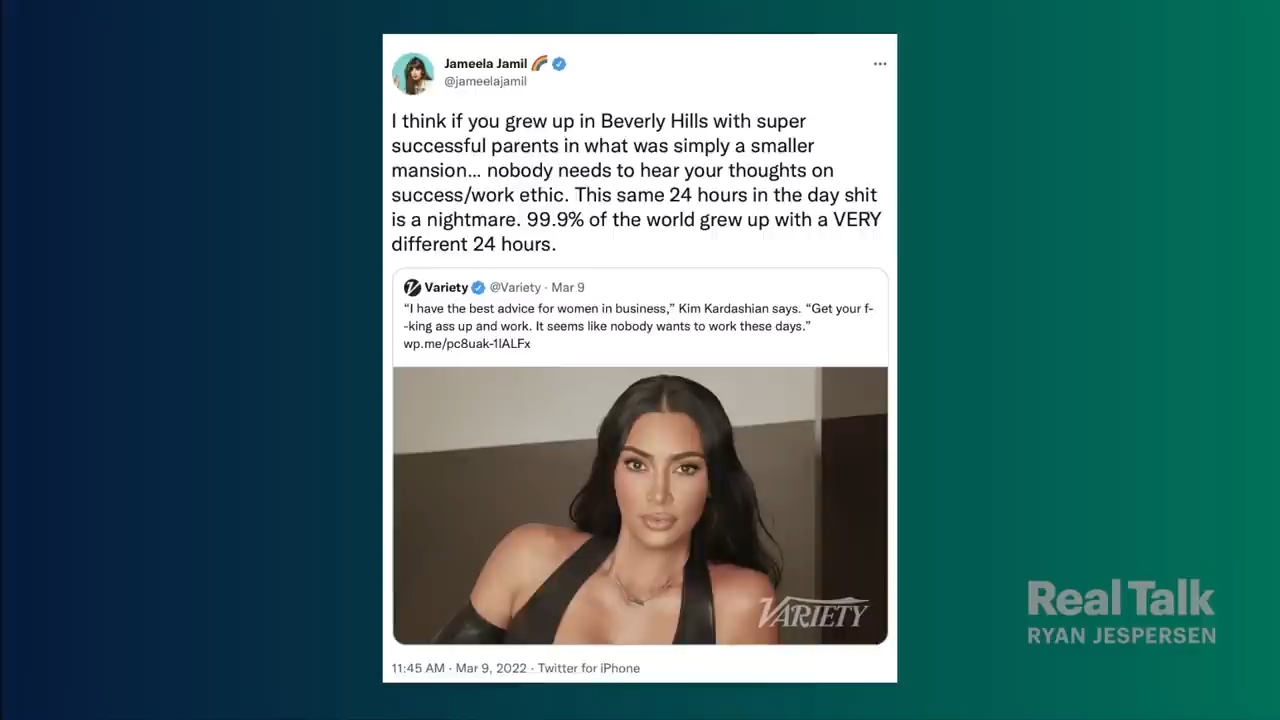 Jameela Jamil 🌈
@jameelajamil
I think if you grew up in Beverly Hills with super
successful parents in what was simply a smaller
mansion... nobody needs to hear your thoughts on
success/work ethic. This same 24 hours in the day shit
is a nightmare. 99.9% of the world grew up with a VERY
different 24 hours.
Variety @Variety · Mar 9
“I have the best advice for women in business,” Kim Kardashian says. “Get your f-
-king ass up and work. It seems like nobody wants to work these days.”
wp.me/pc8uak-1lALFx
VARIETY
11:45 AM · Mar 9, 2022 · Twitter for iPhone
Real Talk
RYAN JESPERSEN